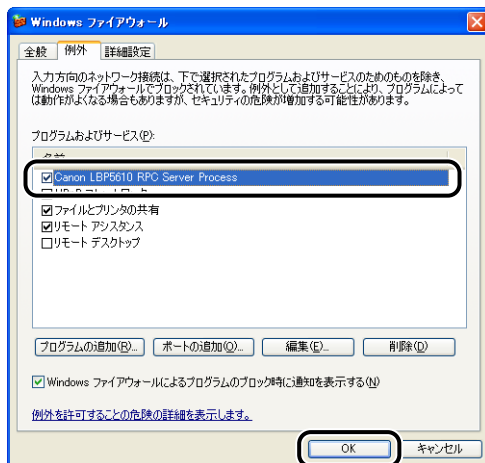 Windows ファイアウォール
全般 例外 詳細設定
入力方向のネットワーク接続は、下で選択されたプログラムおよびサービスのためのものを除き、
Windows ファイアウォールでブロックされています。例外として追加することにより、プログラムによって
は動作がよくなる場合もありますが、セキュリティの危険が増加する可能性があります。
プログラムおよびサービス(P):
Canon LBP5610 RPC Server Process
ファイルとプリンタの共有
リモート アシスタンス
リモート デスクトップ
プログラムの追加(R)... ポートの追加(O)... 編集(E)... 削除(D)
Windows ファイアウォールによるプログラムのブロック時に通知を表示する(N)
例外を許可することの危険の詳細を表示します。
OK キャンセル